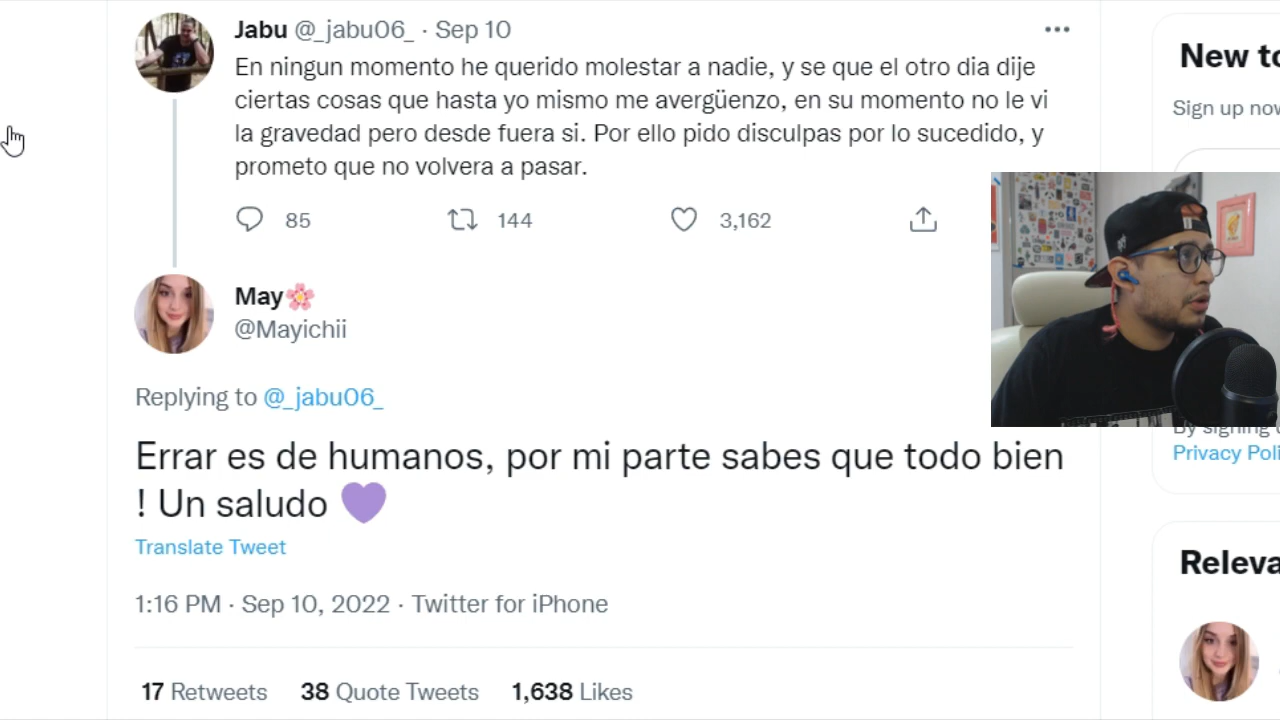 Jabu @_jabu06_ · Sep 10
En ningun momento he querido molestar a nadie, y se que el otro dia dije
ciertas cosas que hasta yo mismo me avergüenzo, en su momento no le vi
la gravedad pero desde fuera si. Por ello pido disculpas por lo sucedido, y
prometo que no volvera a pasar.
85 144 3,162
May🌸
@Mayichii
Replying to @_jabu06_
Errar es de humanos, por mi parte sabes que todo bien
! Un saludo 💜
Translate Tweet
1:16 PM · Sep 10, 2022 · Twitter for iPhone
17 Retweets 38 Quote Tweets 1,638 Likes
New to
Sign up now
By signing
Privacy Poli
Releva